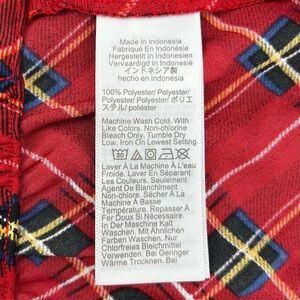 Made In Indonesia
Fabriqué En Indonésie
Hergestellt In Indonesien
Vervaardigd In Indonesië
インドネシア製
hecho en indonesia
100% Polyester/ Polyester/
Polyester/ Polyester/ ポリエ
ステル/ poliéster
Machine Wash Cold. With
Like Colors. Non-chlorine
Bleach Only. Tumble Dry
Low. Iron On Lowest Setting.
30
Laver À La Machine À L'eau
Froide. Laver En Séparant
Les Couleurs. Seulement
Agent De Blanchiment
Non-chlore. Sécher À La
Machine À Basse
Température. Repasser À
Fer Doux Si Nécessaire.
In Der Maschine Kalt
Waschen. Mit Ähnlichen
Farben Waschen. Nur
Chlorfreies Bleichmittel
Verwenden. Bei Geringer
Wärme Trocknen. Bei